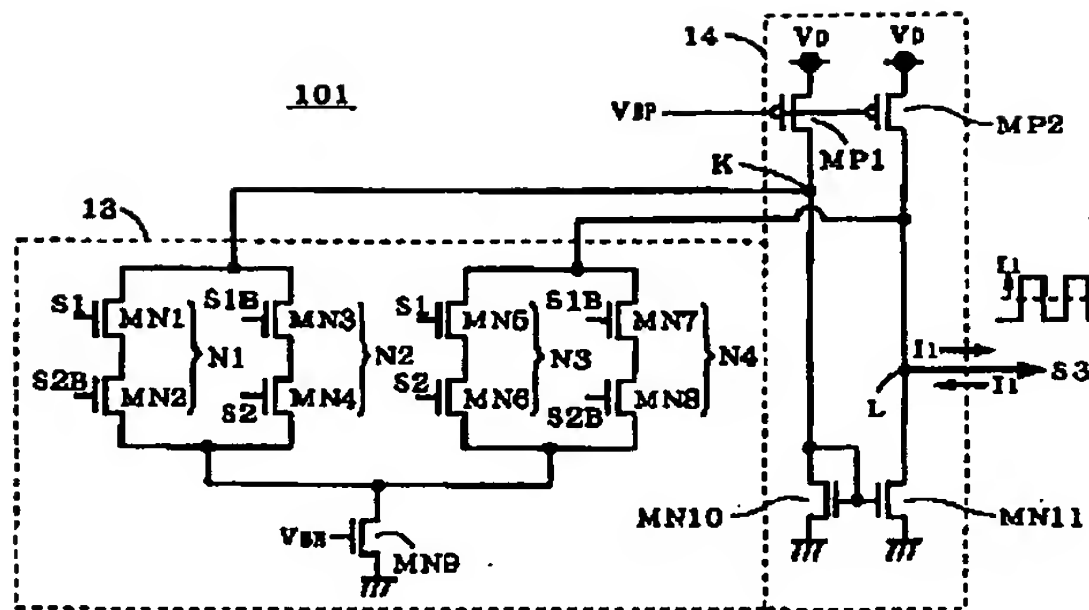 14
VD VD
101
VBP
MP2
MP1
K
13
S1 S1B S1 S1B
MN1 MN3 MN5 MN7
N1 N2 N3 N4
S2B S2 S2 S2B
MN2 MN4 MN6 MN8
I1
I1
S3
I1
L
MN10 MN11
MN9